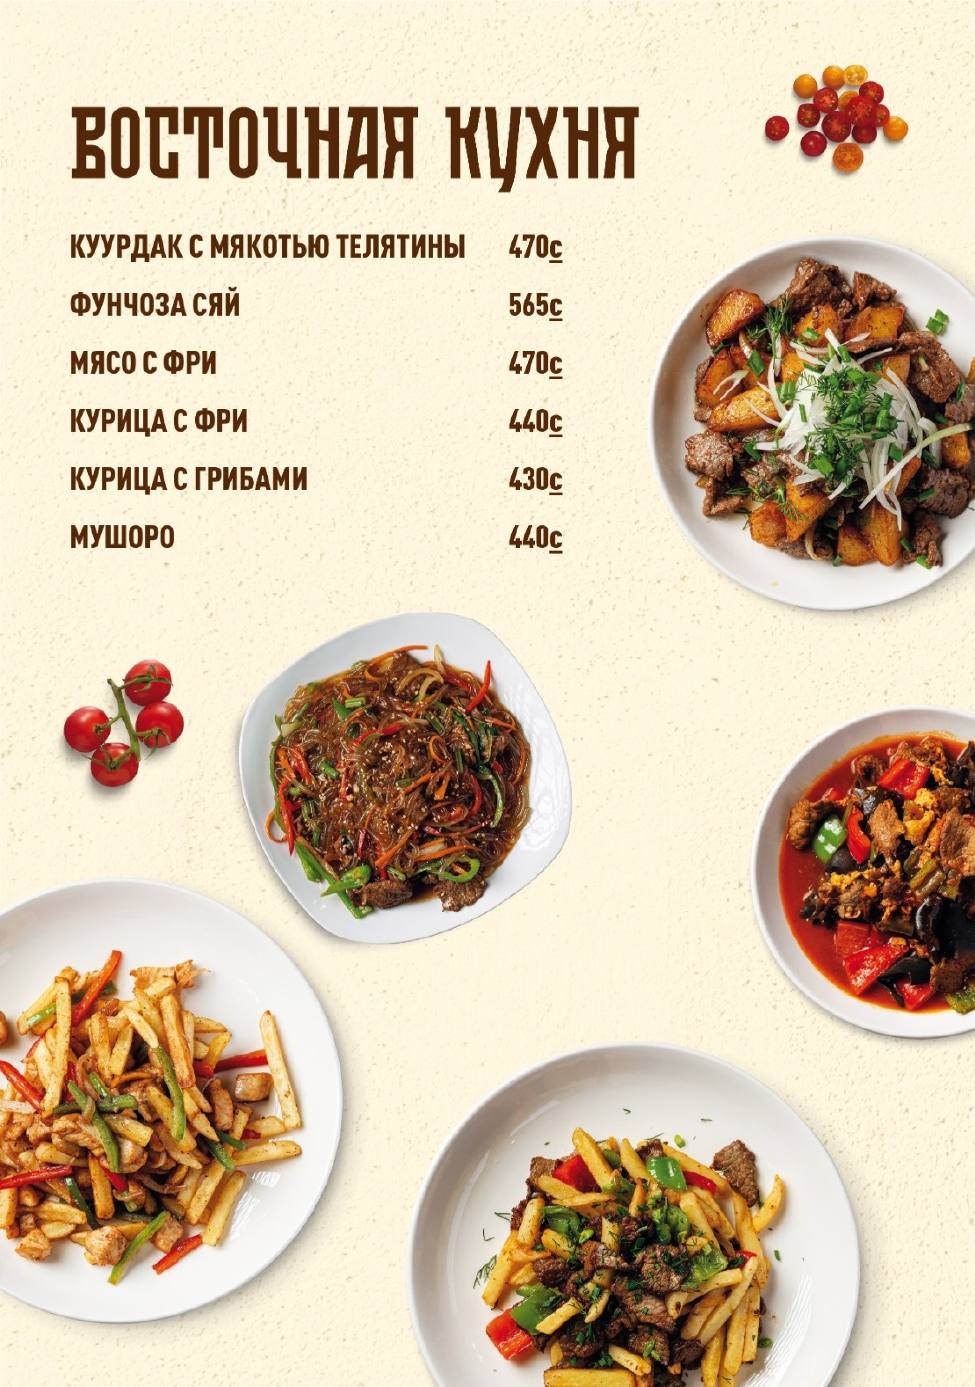 ВОСТОЧНАЯ КУХНЯ
КУУРДАК С МЯКОТЬЮ ТЕЛЯТИНЫ 470с
ФУНЧОЗА СЯЙ 565с
МЯСО С ФРИ 470с
КУРИЦА С ФРИ 440с
КУРИЦА С ГРИБАМИ 430с
МУШОРО 440с